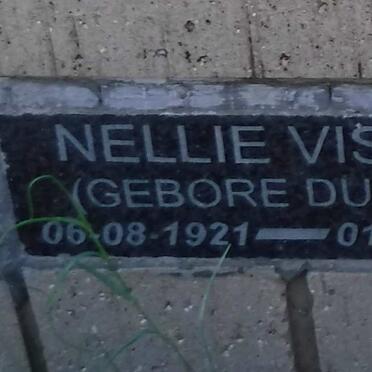 NELLIE VIS
(GEBORE DU
06-08-1921 — 01